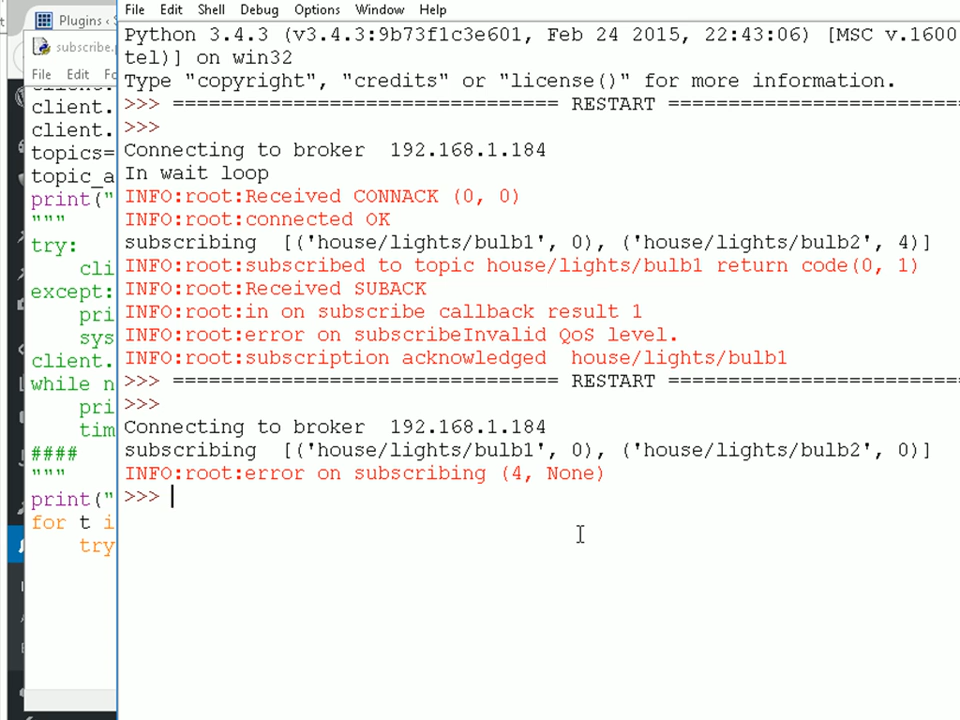 File Edit Shell Debug Options Window Help
Plugins
subscribe.
File Edit Fo
Python 3.4.3 (v3.4.3:9b73f1c3e601, Feb 24 2015, 22:43:06) [MSC v.1600
tel)] on win32
Type "copyright", "credits" or "license()" for more information.
>>> ================================ RESTART ================================
>>>
Connecting to broker  192.168.1.184
In wait loop
INFO:root:Received CONNACK (0, 0)
INFO:root:connected OK
subscribing  [('house/lights/bulb1', 0), ('house/lights/bulb2', 4)]
INFO:root:subscribed to topic house/lights/bulb1 return code(0, 1)
INFO:root:Received SUBACK
INFO:root:in on subscribe callback result 1
INFO:root:error on subscribeInvalid QoS level.
INFO:root:subscription acknowledged  house/lights/bulb1
>>> ================================ RESTART ================================
>>>
Connecting to broker  192.168.1.184
subscribing  [('house/lights/bulb1', 0), ('house/lights/bulb2', 0)]
INFO:root:error on subscribing (4, None)
>>>
client.
client.
topics=
topic_a
print("
"""
try:
cli
except:
pri
sys
client.
while n
pri
tim
####
"""
print("
for t i
try